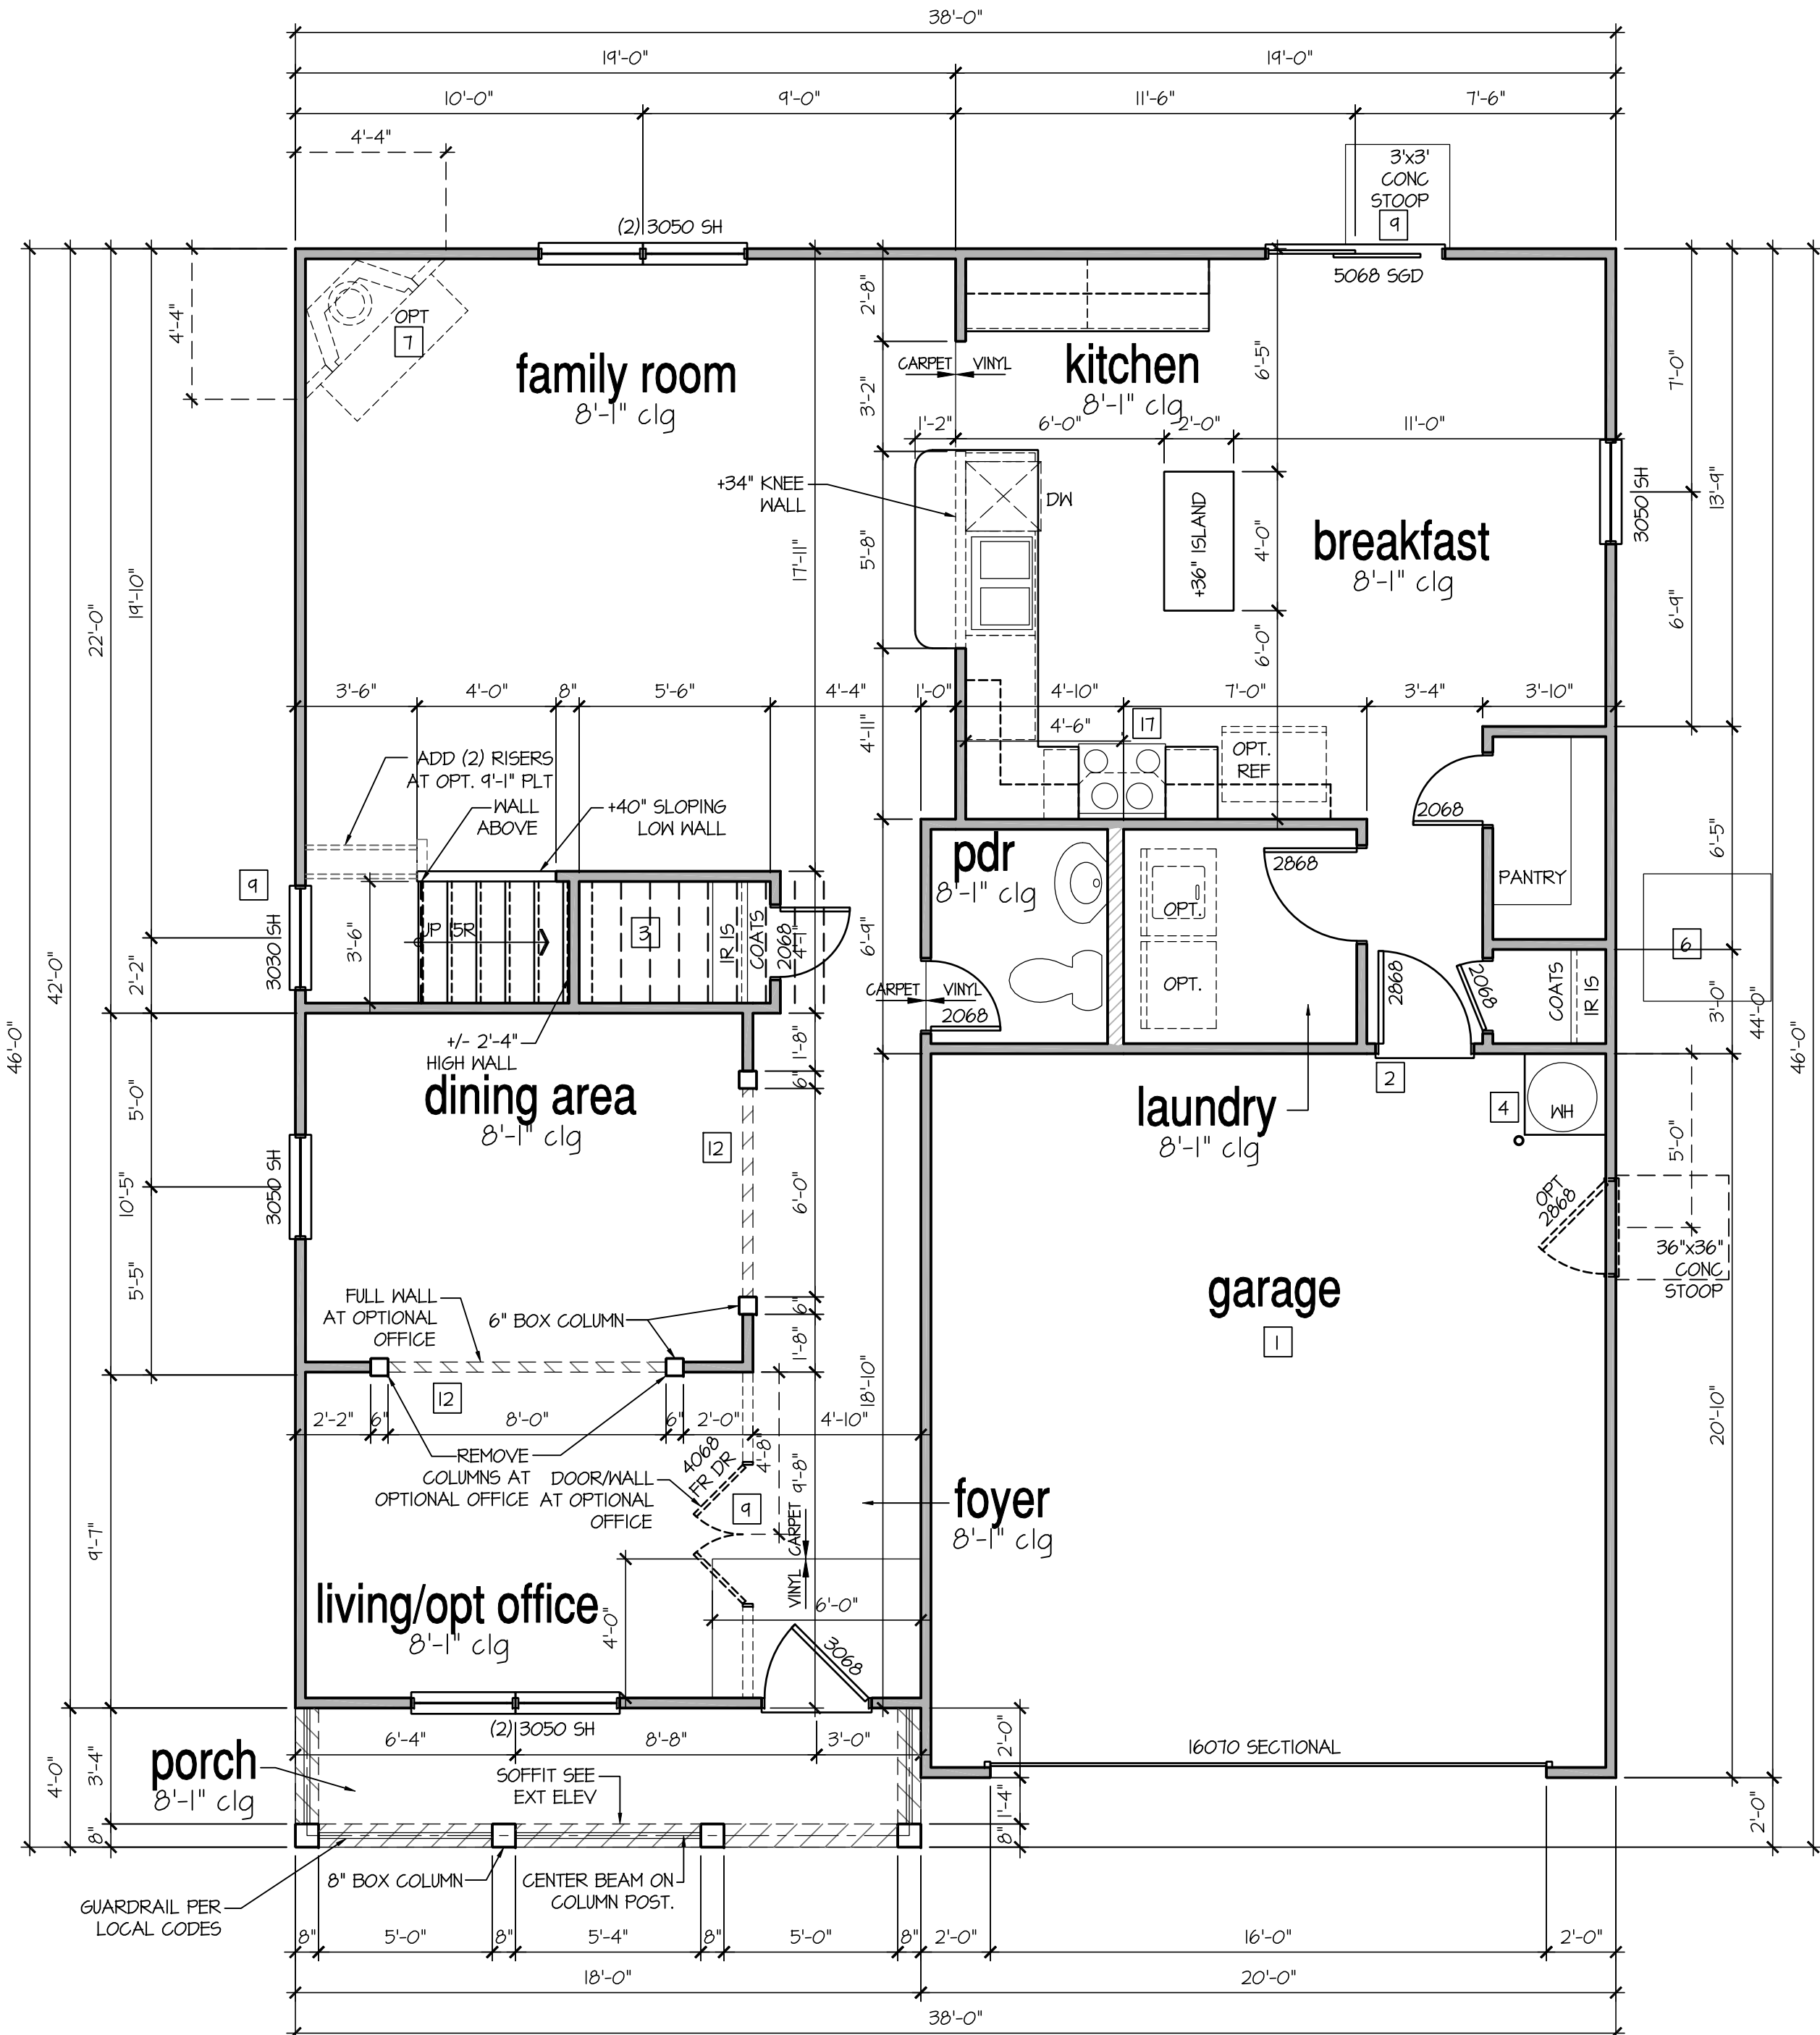 38'-0"
19'-0" 19'-0"
10'-0" 9'-0" 11'-6" 7'-6"
4'-4"
3'x3'
CONC
STOOP
9
(2) 3050 SH
5068 SGD
4'-4"
OPT
7
family room
8'-1" clg
2'-8"
CARPET VINYL
3'-2"
kitchen
8'-1" clg
6'-5"
7'-0"
1'-2" 6'-0" 2'-0" 11'-0"
+34" KNEE
WALL
DW
+36" ISLAND
4'-0"
breakfast
8'-1" clg
3050 SH
13'-9"
17'-11"
5'-8"
19'-10"
22'-0"
6'-0"
6'-9"
3'-6" 4'-0" 8" 5'-6" 4'-4" 1'-0" 4'-10" 7'-0" 3'-4" 3'-10"
4'-11"
4'-6"
17
OPT.
REF
ADD (2) RISERS
AT OPT. 9'-1" PLT
WALL
ABOVE
+40" SLOPING
LOW WALL
2068
6'-5"
pdr
8'-1" clg
2868
PANTRY
9
3030 SH
3'-6"
UP 15R
3
1R 1S
COATS
2068
4'-1"
6'-9"
OPT.
OPT.
6
42'-0"
46'-0"
2'-2"
CARPET VINYL
2068
2868
2068
COATS
1R 1S
3'-0"
44'-0"
46'-0"
+/- 2'-4"
HIGH WALL
1'-8"
6"
2
4
WH
dining area
8'-1" clg
5'-0"
12
laundry
8'-1" clg
5'-0"
3050 SH
10'-5"
6'-0"
OPT
2868
36"x36"
CONC
STOOP
5'-5"
FULL WALL
AT OPTIONAL
OFFICE
6" BOX COLUMN
6"
1'-8"
garage
1
12
18'-10"
20'-10"
2'-2" 6" 8'-0" 6" 2'-0" 4'-10"
REMOVE
COLUMNS AT
OPTIONAL OFFICE
DOOR/WALL
AT OPTIONAL
OFFICE
4068
FR DR
4'-8"
9'-8"
9
CARPET
VINYL
foyer
8'-1" clg
9'-7"
living/opt office
8'-1" clg
4'-0"
6'-0"
3068
(2) 3050 SH
6'-4" 8'-8" 3'-0"
2'-0"
16070 SECTIONAL
porch
8'-1" clg
SOFFIT SEE
EXT ELEV
4'-0"
3'-4"
8"
1'-4"
8"
2'-0"
8" BOX COLUMN
CENTER BEAM ON
COLUMN POST.
GUARDRAIL PER
LOCAL CODES
8" 5'-0" 8" 5'-4" 8" 5'-0" 8" 2'-0" 16'-0" 2'-0"
18'-0" 20'-0"
38'-0"